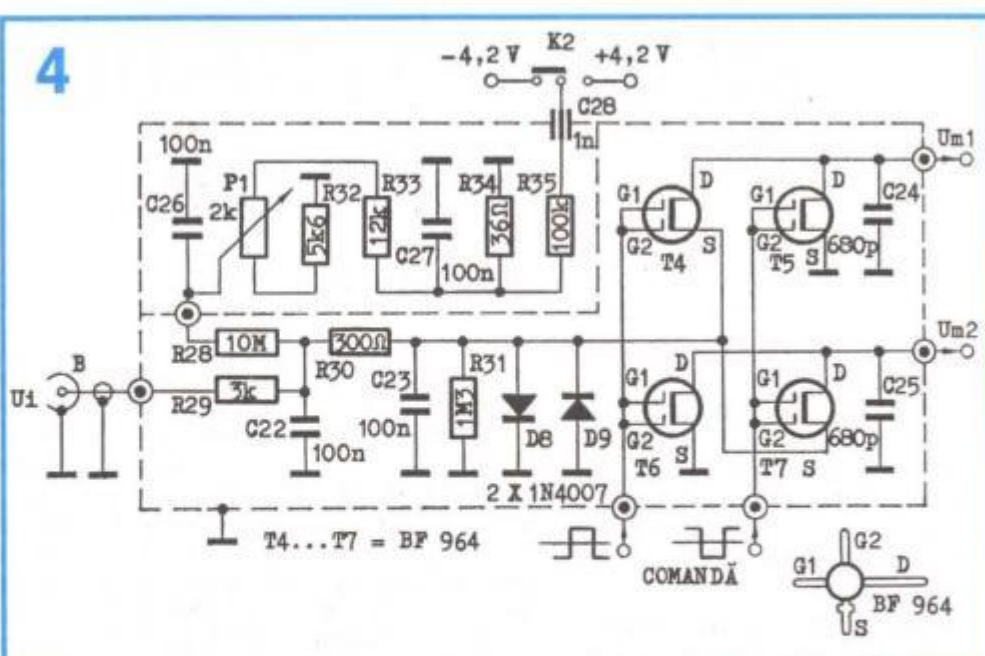 4
-4,2 V K2 +4,2 V
C28
1n
100n
C26
P1
2k
R32
5k6
R33
12k
C27
100n
R34
36Ω
R35
100k
Um1
G1 D
G2 S
T4
G1 D
G2 S
T5
C24
680p
R28
10M
R29
3k
R30
300Ω
C22
100n
C23
100n
R31
1M3
D8
D9
2 X 1N4007
B
Ui
Um2
G1 D
G2 S
T6
G1 D
G2 S
T7
C25
680p
T4...T7 = BF 964
COMANDĂ
G2
G1 D
BF 964
S